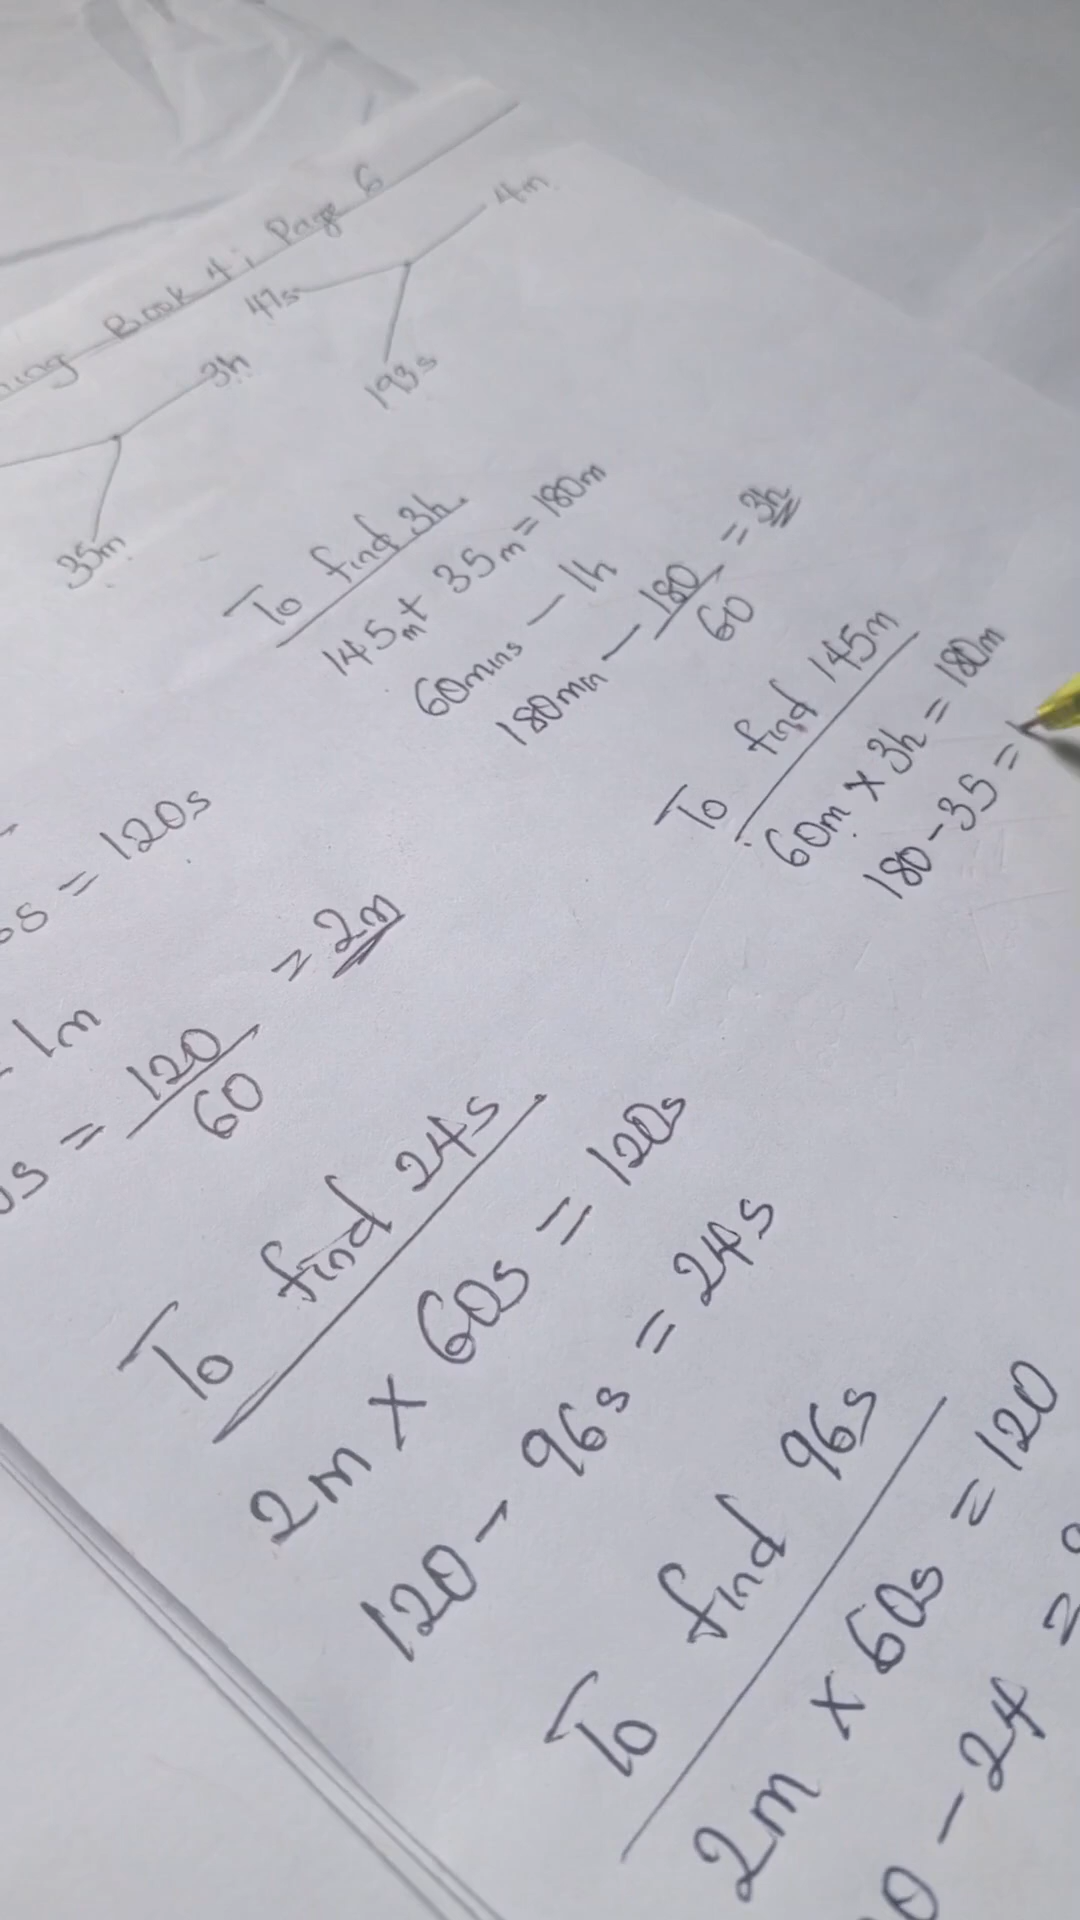 Book 4; Page 6
4m
47s
193s
3h
35m
To find 3h
145m + 35m = 180m
60mins - 1h
180min - 180/60 = 3h
To find 145m
60m x 3h = 180m
180 - 35 =
= 120s
1m
= 120/60 = 2m
To find 24s
2m x 60s = 120s
120 - 96s = 24s
To find 96s
2m x 60s = 120
0 - 24 =